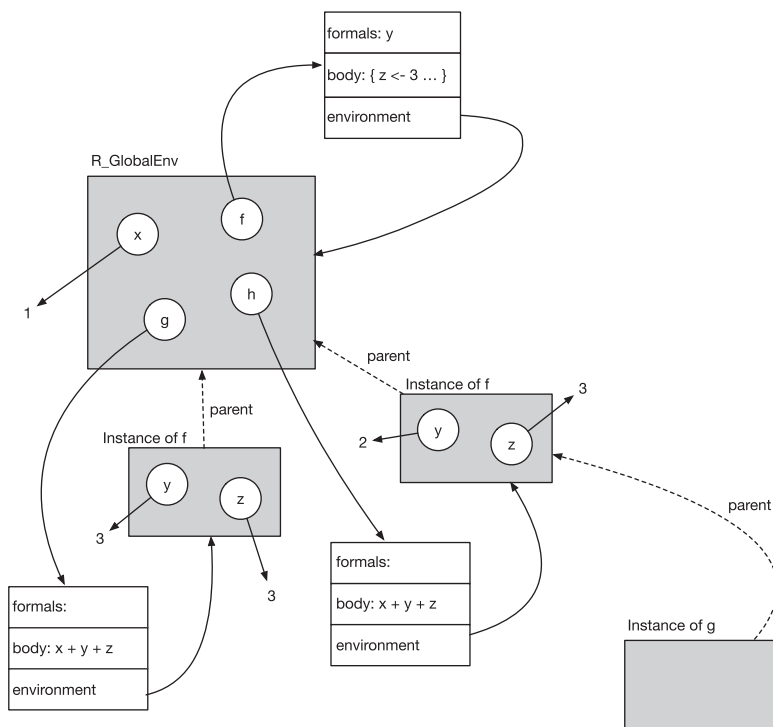 formals: y
body: { z <- 3 ... }
environment
R_GlobalEnv
x
f
h
g
1
parent
parent
Instance of f
y
z
3
2
Instance of f
y
z
3
3
parent
formals:
body: x + y + z
environment
formals:
body: x + y + z
environment
Instance of g